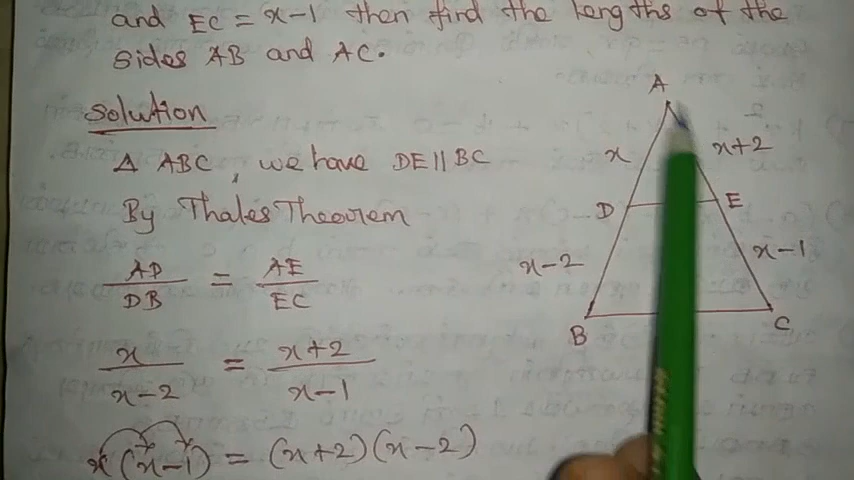 and EC = x-1 then find the lengths of the
sides AB and AC.
Solution
Δ ABC, we have DE || BC
By Thales Theorem
AD/DB = AE/EC
x/x-2 = x+2/x-1
x(x-1) = (x+2)(x-2)
A
x
x+2
D
E
x-2
x-1
B
C